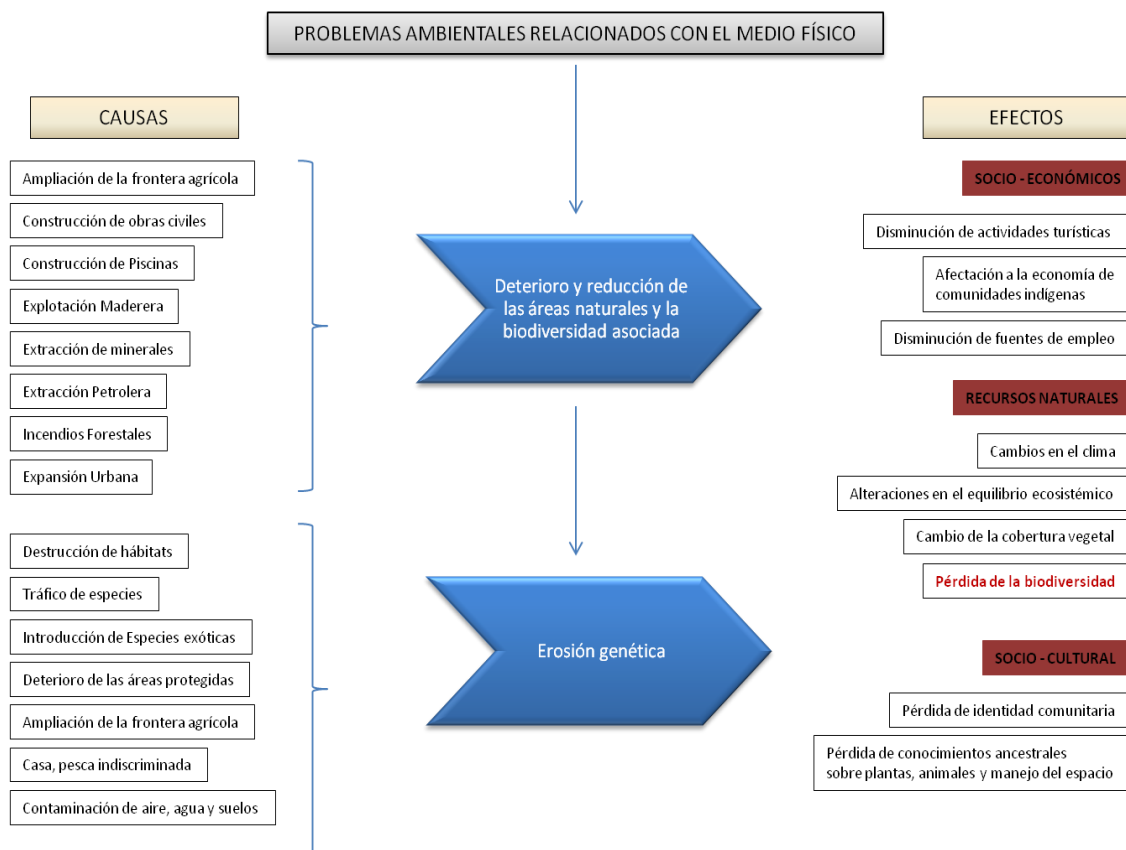 PROBLEMAS AMBIENTALES RELACIONADOS CON EL MEDIO FÍSICO
CAUSAS
Ampliación de la frontera agrícola
Construcción de obras civiles
Construcción de Piscinas
Explotación Maderera
Extracción de minerales
Extracción Petrolera
Incendios Forestales
Expansión Urbana
Destrucción de hábitats
Tráfico de especies
Introducción de Especies exóticas
Deterioro de las áreas protegidas
Ampliación de la frontera agrícola
Casa, pesca indiscriminada
Contaminación de aire, agua y suelos
Deterioro y reducción de
las áreas naturales y la
biodiversidad asociada
Erosión genética
EFECTOS
SOCIO - ECONÓMICOS
Disminución de actividades turísticas
Afectación a la economía de
comunidades indígenas
Disminución de fuentes de empleo
RECURSOS NATURALES
Cambios en el clima
Alteraciones en el equilibrio ecosistémico
Cambio de la cobertura vegetal
Pérdida de la biodiversidad
SOCIO - CULTURAL
Pérdida de identidad comunitaria
Pérdida de conocimientos ancestrales
sobre plantas, animales y manejo del espacio